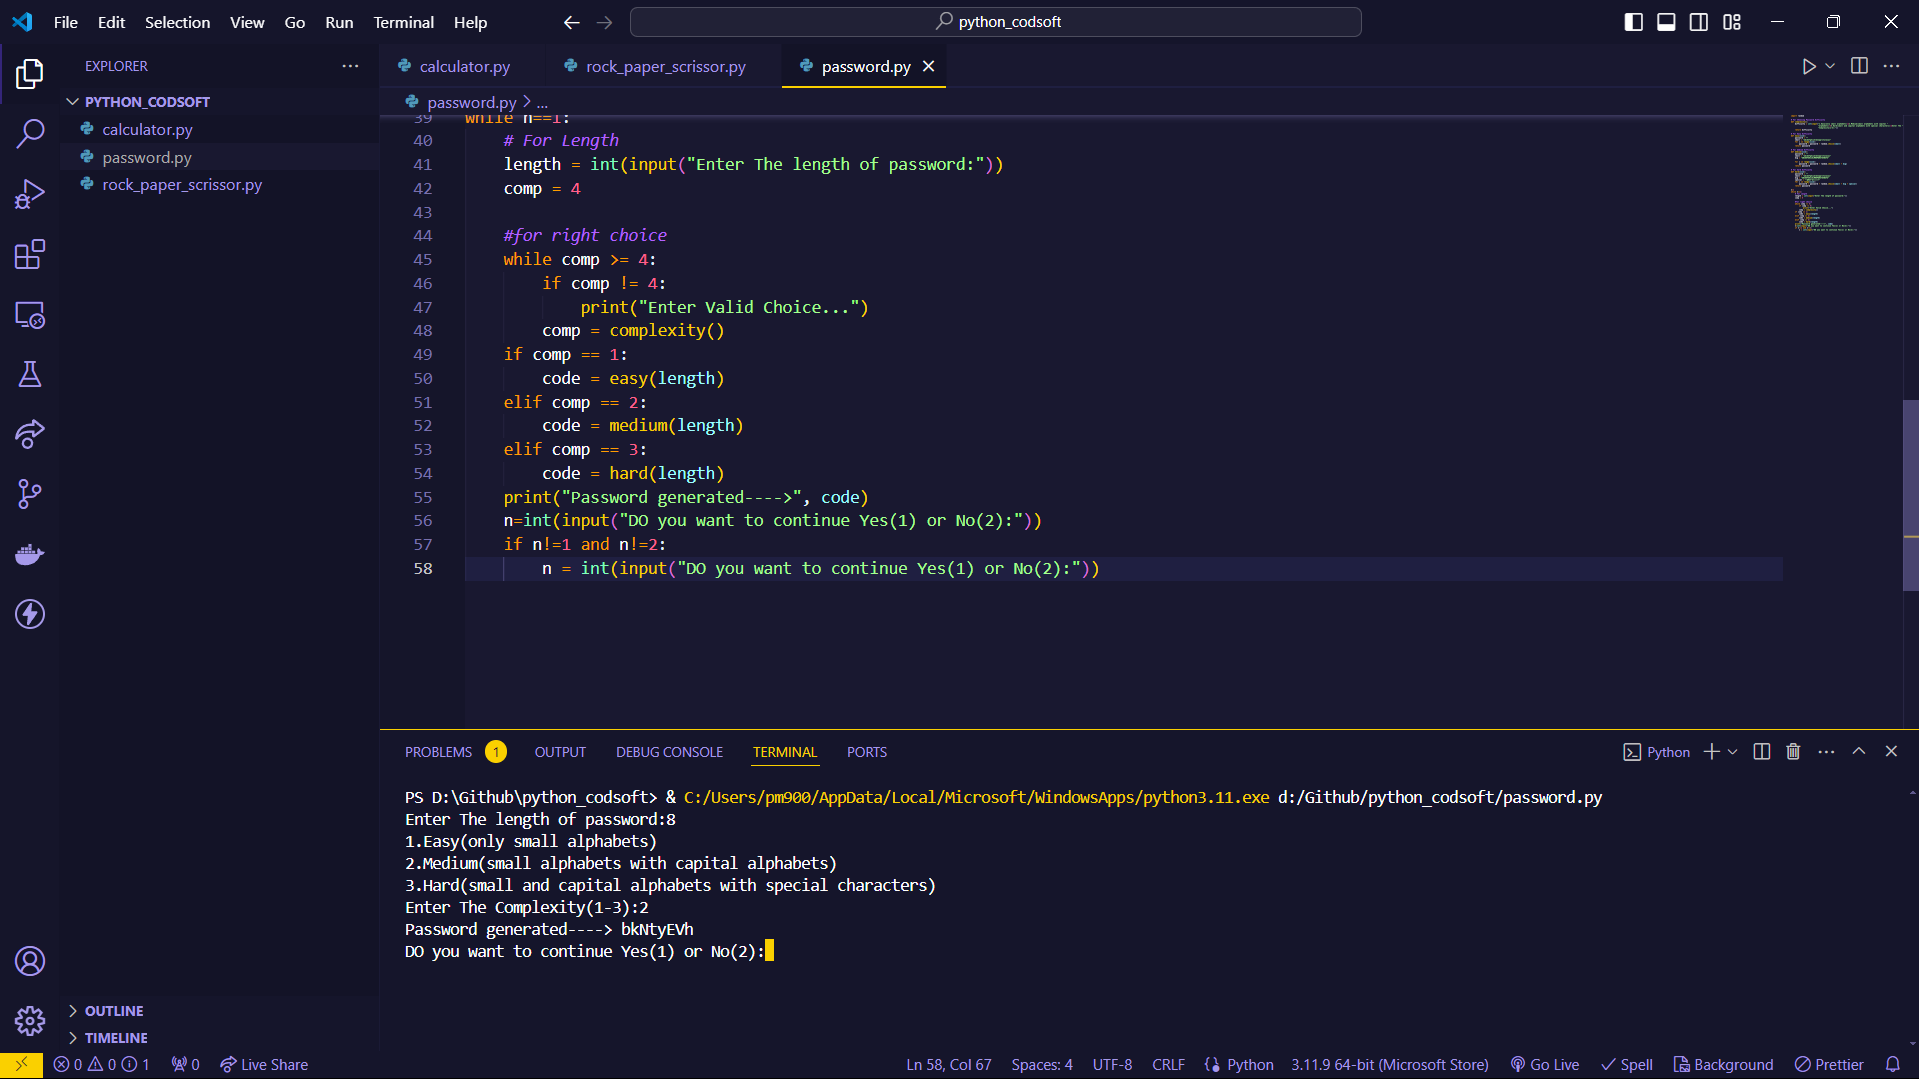 File Edit Selection View Go Run Terminal Help
python_codsoft
EXPLORER
PYTHON_CODSOFT
calculator.py
password.py
rock_paper_scrissor.py
OUTLINE
TIMELINE
calculator.py rock_paper_scrissor.py password.py
password.py > ...
39 while n==1:
40 # For Length
41 length = int(input("Enter The length of password:"))
42 comp = 4
43
44 #for right choice
45 while comp >= 4:
46 if comp != 4:
47 print("Enter Valid Choice...")
48 comp = complexity()
49 if comp == 1:
50 code = easy(length)
51 elif comp == 2:
52 code = medium(length)
53 elif comp == 3:
54 code = hard(length)
55 print("Password generated---->", code)
56 n=int(input("DO you want to continue Yes(1) or No(2):"))
57 if n!=1 and n!=2:
58 n = int(input("DO you want to continue Yes(1) or No(2):"))
PROBLEMS 1 OUTPUT DEBUG CONSOLE TERMINAL PORTS
Python
PS D:\Github\python_codsoft> & C:/Users/pm900/AppData/Local/Microsoft/WindowsApps/python3.11.exe d:/Github/python_codsoft/password.py
Enter The length of password:8
1.Easy(only small alphabets)
2.Medium(small alphabets with capital alphabets)
3.Hard(small and capital alphabets with special characters)
Enter The Complexity(1-3):2
Password generated----> bkNtyEVh
DO you want to continue Yes(1) or No(2):
0 0 1 0 Live Share
Ln 58, Col 67 Spaces: 4 UTF-8 CRLF Python 3.11.9 64-bit (Microsoft Store) Go Live Spell Background Prettier